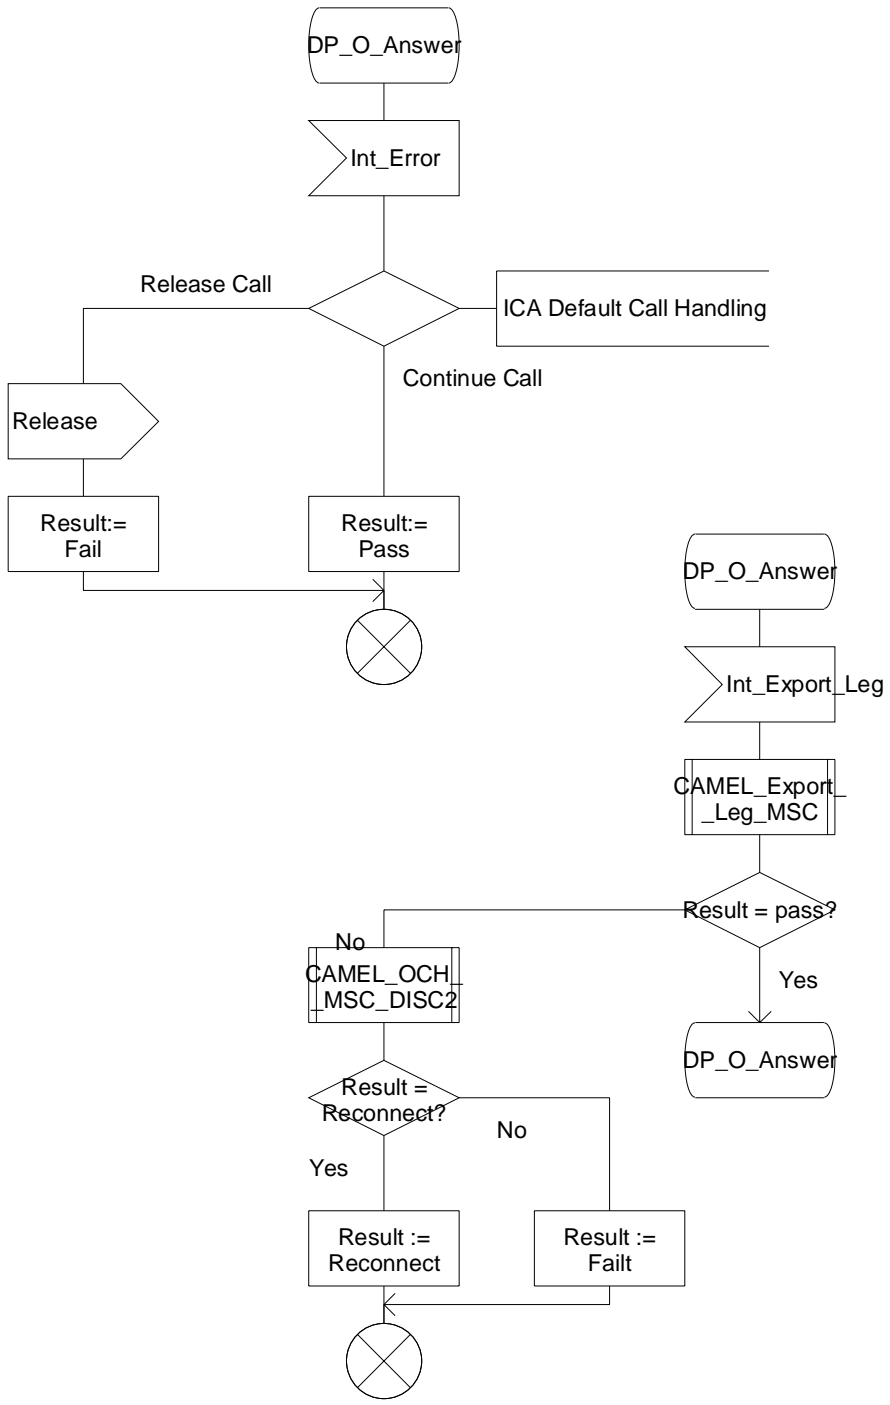 DP_O_Answer
Int_Error
Release Call
ICA Default Call Handling
Continue Call
Release
Result:=
Fail
Result:=
Pass
DP_O_Answer
Int_Export_Leg
CAMEL_Export_
_Leg_MSC
Result = pass?
No
Yes
CAMEL_OCH_
_MSC_DISC2
DP_O_Answer
Result =
Reconnect?
No
Yes
Result :=
Reconnect
Result :=
Failt